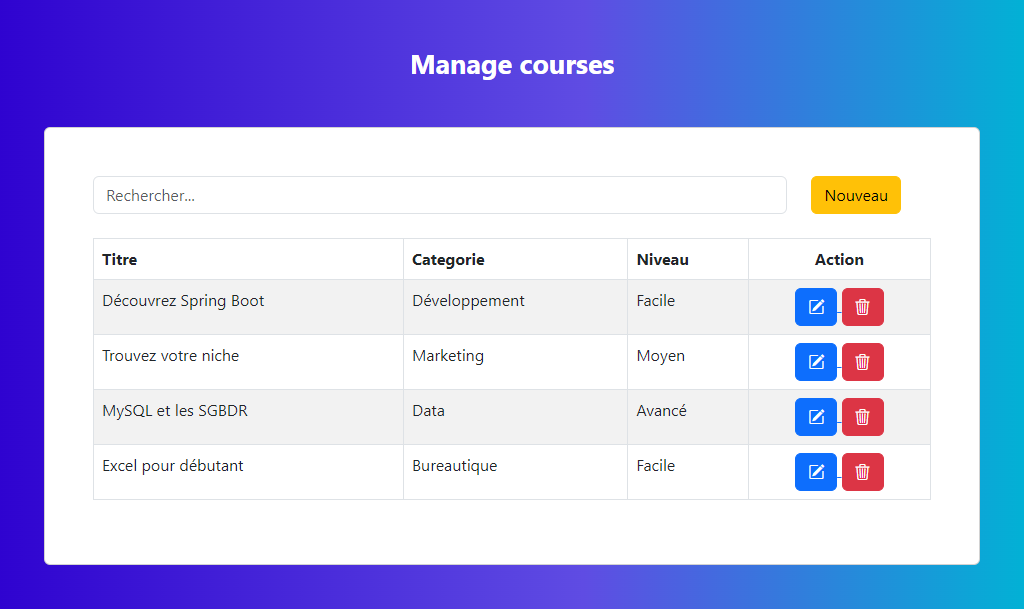 Manage courses
Rechercher...
Nouveau
Titre Categorie Niveau Action
Découvrez Spring Boot Développement Facile
Trouvez votre niche Marketing Moyen
MySQL et les SGBDR Data Avancé
Excel pour débutant Bureautique Facile